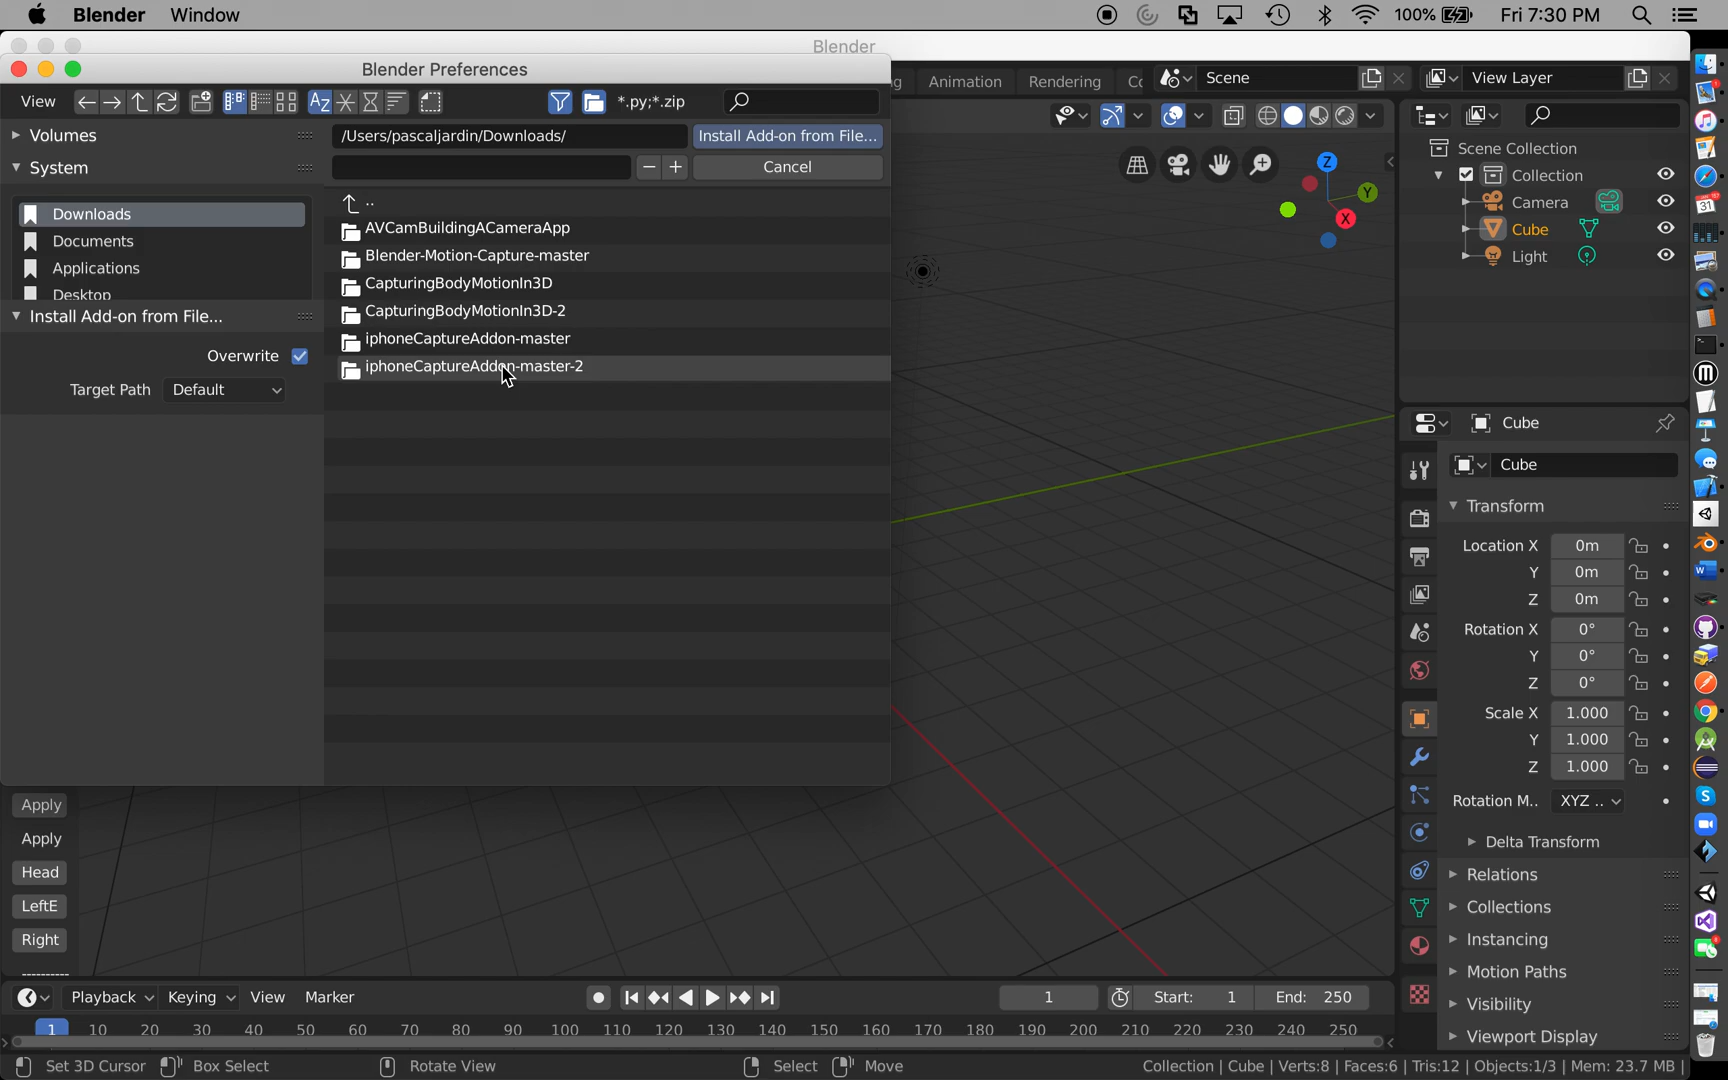 Blender Window 100% Fri 7:30 PM
Blender
Blender Preferences
Animation Rendering Scene View Layer
View *.py;*.zip
Volumes
/Users/pascaljardin/Downloads/ Install Add-on from File...
System
Cancel
Downloads
Documents
Applications
Desktop
Install Add-on from File...
Overwrite
Target Path Default
..
AVCamBuildingACameraApp
Blender-Motion-Capture-master
CapturingBodyMotionIn3D
CapturingBodyMotionIn3D-2
iphoneCaptureAddon-master
iphoneCaptureAddon-master-2
Z
Y
X
Scene Collection
Collection
Camera
Cube
Light
Cube
Cube
Transform
Location X 0m
Y 0m
Z 0m
Rotation X 0°
Y 0°
Z 0°
Scale X 1.000
Y 1.000
Z 1.000
Rotation M.. XYZ ..
Delta Transform
Relations
Collections
Instancing
Motion Paths
Visibility
Viewport Display
Apply
Apply
Head
LeftE
Right
Playback Keying View Marker 1 Start: 1 End: 250
1 10 20 30 40 50 60 70 80 90 100 110 120 130 140 150 160 170 180 190 200 210 220 230 240 250
Set 3D Cursor Box Select Rotate View Select Move Collection | Cube | Verts:8 | Faces:6 | Tris:12 | Objects:1/3 | Mem: 23.7 MB |